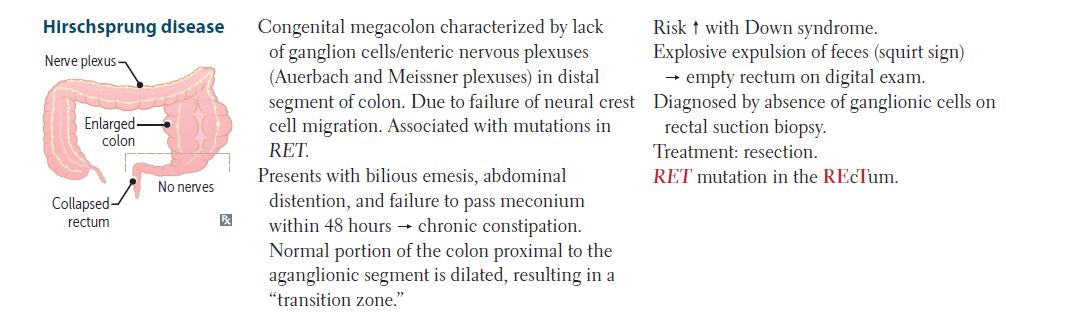 Hirschsprung disease
Nerve plexus
Enlarged
colon
No nerves
Collapsed
rectum
Rx
Congenital megacolon characterized by lack
of ganglion cells/enteric nervous plexuses
(Auerbach and Meissner plexuses) in distal
segment of colon. Due to failure of neural crest
cell migration. Associated with mutations in
RET.
Presents with bilious emesis, abdominal
distention, and failure to pass meconium
within 48 hours → chronic constipation.
Normal portion of the colon proximal to the
aganglionic segment is dilated, resulting in a
“transition zone.”
Risk ↑ with Down syndrome.
Explosive expulsion of feces (squirt sign)
→ empty rectum on digital exam.
Diagnosed by absence of ganglionic cells on
rectal suction biopsy.
Treatment: resection.
RET mutation in the REcTum.